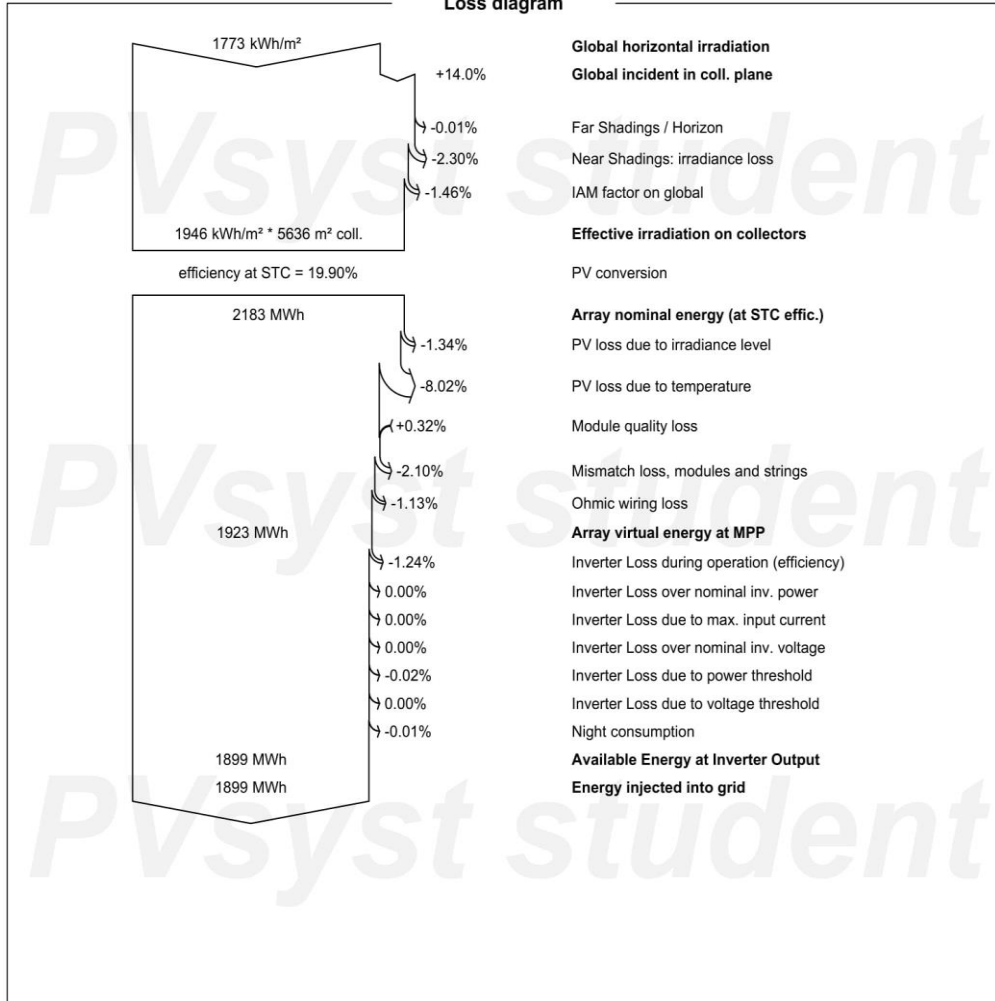 Loss diagram
1773 kWh/m² Global horizontal irradiation
+14.0% Global incident in coll. plane
-0.01% Far Shadings / Horizon
-2.30% Near Shadings: irradiance loss
-1.46% IAM factor on global
PVsyst student
1946 kWh/m² * 5636 m² coll. Effective irradiation on collectors
efficiency at STC = 19.90% PV conversion
2183 MWh Array nominal energy (at STC effic.)
-1.34% PV loss due to irradiance level
-8.02% PV loss due to temperature
+0.32% Module quality loss
-2.10% Mismatch loss, modules and strings
PVsyst student
-1.13% Ohmic wiring loss
1923 MWh Array virtual energy at MPP
-1.24% Inverter Loss during operation (efficiency)
0.00% Inverter Loss over nominal inv. power
0.00% Inverter Loss due to max. input current
0.00% Inverter Loss over nominal inv. voltage
-0.02% Inverter Loss due to power threshold
0.00% Inverter Loss due to voltage threshold
-0.01% Night consumption
1899 MWh Available Energy at Inverter Output
1899 MWh Energy injected into grid
PVsyst student